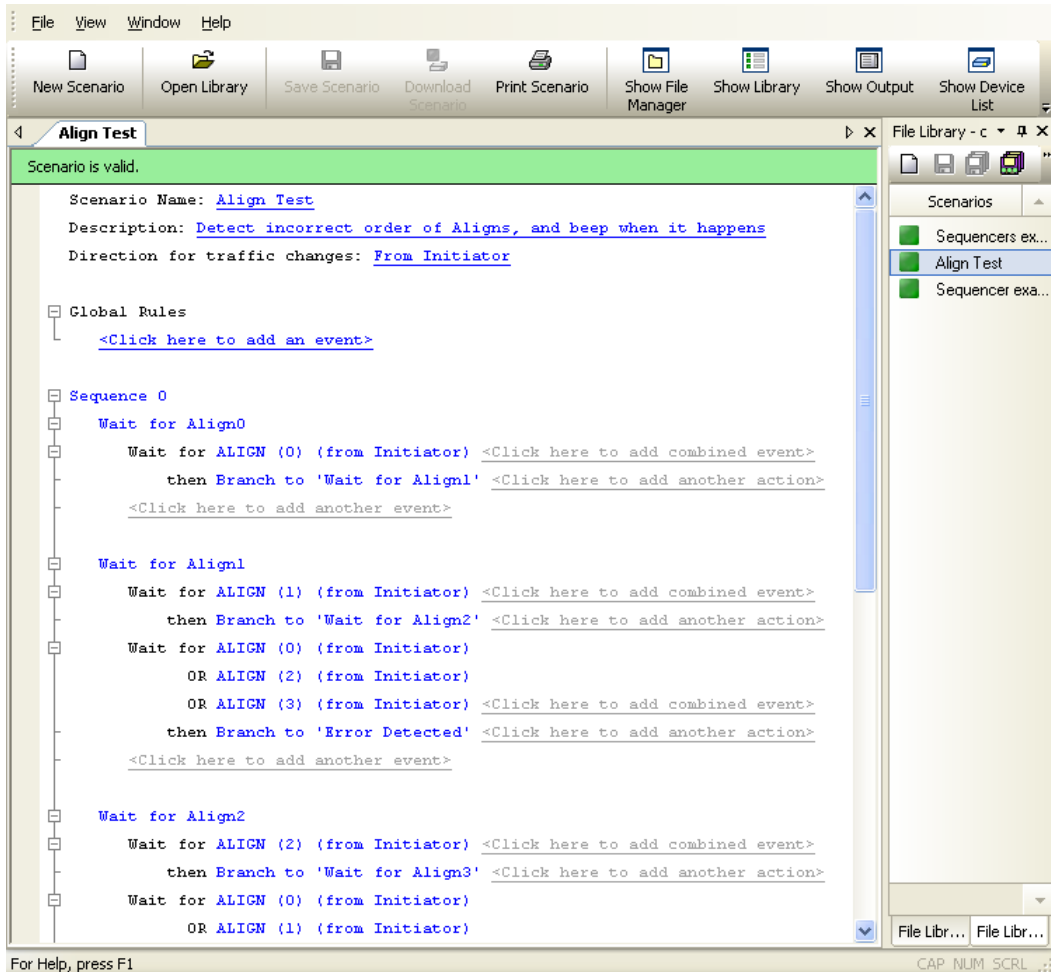 File View Window Help
New Scenario Open Library Save Scenario Download Scenario Print Scenario Show File Manager Show Library Show Output Show Device List
Align Test
File Library - c
Scenario is valid.
Scenario Name: Align Test
Description: Detect incorrect order of Aligns, and beep when it happens
Direction for traffic changes: From Initiator
Global Rules
<Click here to add an event>
Sequence 0
Wait for Align0
Wait for ALIGN (0) (from Initiator) <Click here to add combined event>
then Branch to 'Wait for Align1' <Click here to add another action>
<Click here to add another event>
Wait for Align1
Wait for ALIGN (1) (from Initiator) <Click here to add combined event>
then Branch to 'Wait for Align2' <Click here to add another action>
Wait for ALIGN (0) (from Initiator)
OR ALIGN (2) (from Initiator)
OR ALIGN (3) (from Initiator) <Click here to add combined event>
then Branch to 'Error Detected' <Click here to add another action>
<Click here to add another event>
Wait for Align2
Wait for ALIGN (2) (from Initiator) <Click here to add combined event>
then Branch to 'Wait for Align3' <Click here to add another action>
Wait for ALIGN (0) (from Initiator)
OR ALIGN (1) (from Initiator)
Scenarios
Sequencers ex...
Align Test
Sequencer exa...
File Libr... File Libr...
For Help, press F1
CAP NUM SCRL